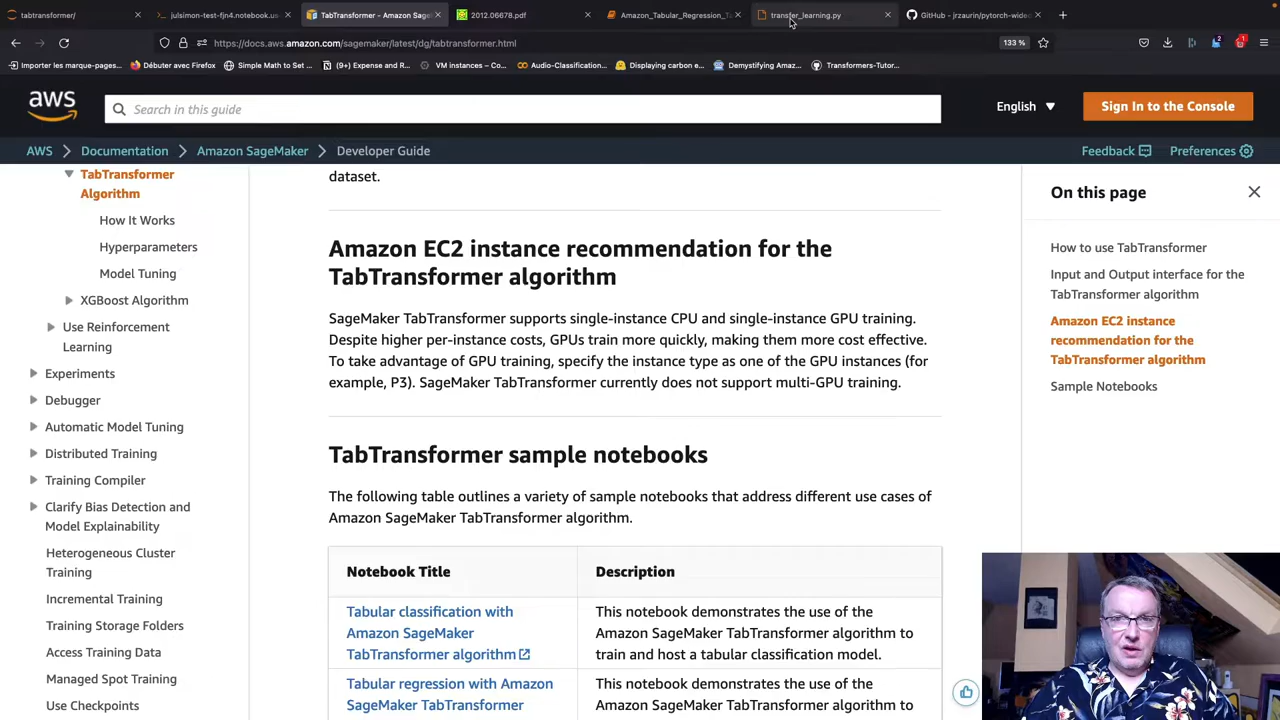 tabtransformer/
julsimon-test-fjn4.notebook.us
TabTransformer - Amazon Sage
2012.06678.pdf
Amazon_Tabular_Regression_T
transfer_learning.py
GitHub - jrzaurin/pytorch-wide
https://docs.aws.amazon.com/sagemaker/latest/dg/tabtransformer.html
133 %
Importer les marque-pages...
Débuter avec Firefox
Simple Math to Set ...
(9+) Expense and R...
VM instances – Co...
Audio-Classification...
Displaying carbon e...
Demystifying Amaz...
Transformers-Tutor...
aws
Search in this guide
English
Sign In to the Console
AWS
Documentation
Amazon SageMaker
Developer Guide
Feedback
Preferences
TabTransformer
Algorithm
How It Works
Hyperparameters
Model Tuning
XGBoost Algorithm
Use Reinforcement
Learning
Experiments
Debugger
Automatic Model Tuning
Distributed Training
Training Compiler
Clarify Bias Detection and
Model Explainability
Heterogeneous Cluster
Training
Incremental Training
Training Storage Folders
Access Training Data
Managed Spot Training
Use Checkpoints
dataset.
Amazon EC2 instance recommendation for the
TabTransformer algorithm
SageMaker TabTransformer supports single-instance CPU and single-instance GPU training.
Despite higher per-instance costs, GPUs train more quickly, making them more cost effective.
To take advantage of GPU training, specify the instance type as one of the GPU instances (for
example, P3). SageMaker TabTransformer currently does not support multi-GPU training.
TabTransformer sample notebooks
The following table outlines a variety of sample notebooks that address different use cases of
Amazon SageMaker TabTransformer algorithm.
Notebook Title
Description
Tabular classification with
Amazon SageMaker
TabTransformer algorithm
This notebook demonstrates the use of the
Amazon SageMaker TabTransformer algorithm to
train and host a tabular classification model.
Tabular regression with Amazon
SageMaker TabTransformer
This notebook demonstrates the use of the
Amazon SageMaker TabTransformer algorithm to
On this page
How to use TabTransformer
Input and Output interface for the
TabTransformer algorithm
Amazon EC2 instance
recommendation for the
TabTransformer algorithm
Sample Notebooks